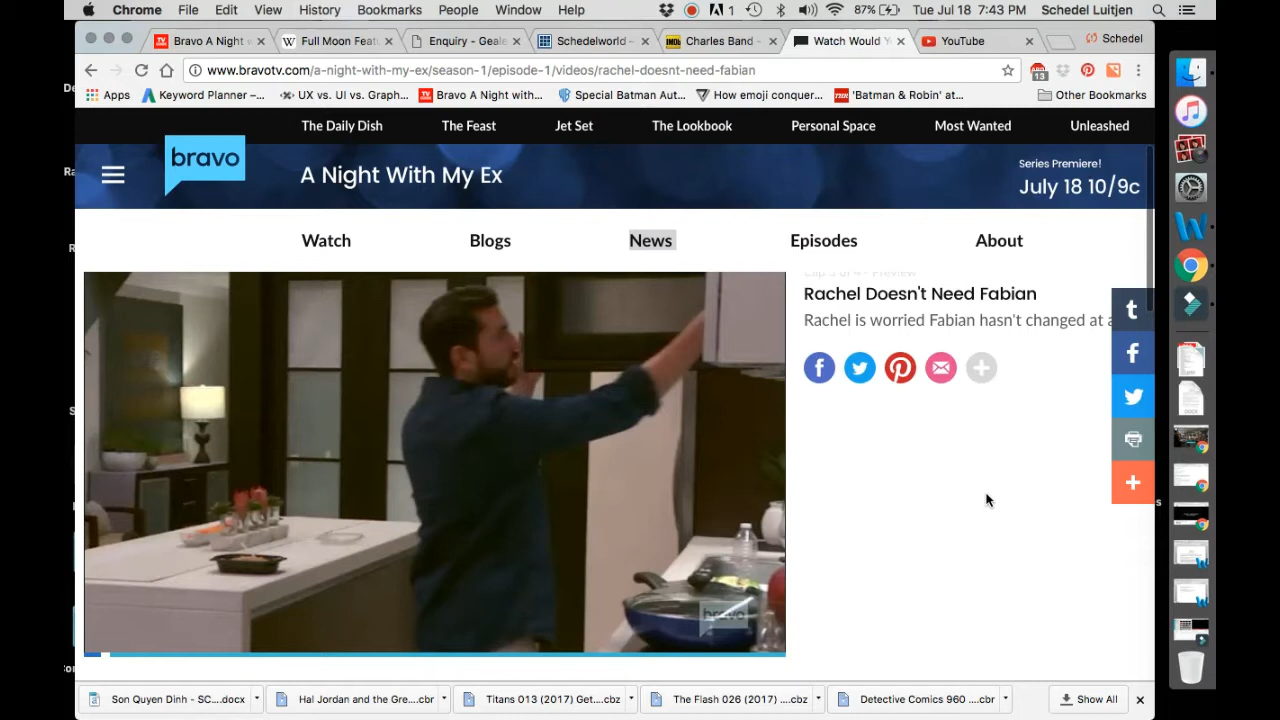 Chrome File Edit View History Bookmarks People Window Help 1 87% Tue Jul 18 7:43 PM Schedel Luitjen
Bravo A Night w Full Moon Feat Enquiry - Geale Schedelworld – Charles Band - Watch Would Yo YouTube Schedel
www.bravotv.com/a-night-with-my-ex/season-1/episode-1/videos/rachel-doesnt-need-fabian 13
Apps Keyword Planner –... UX vs. UI vs. Graph... Bravo A Night with... Special Batman Aut... How emoji conquer... 'Batman & Robin' at... Other Bookmarks
The Daily Dish The Feast Jet Set The Lookbook Personal Space Most Wanted Unleashed
bravo
A Night With My Ex
Series Premiere!
July 18 10/9c
Watch Blogs News Episodes About
Rachel Doesn't Need Fabian
Rachel is worried Fabian hasn't changed at a
bravo
Son Quyen Dinh - SC....docx Hal Jordan and the Gre....cbr Titans 013 (2017) Get....cbz The Flash 026 (2017) ....cbz Detective Comics 960 ....cbr Show All